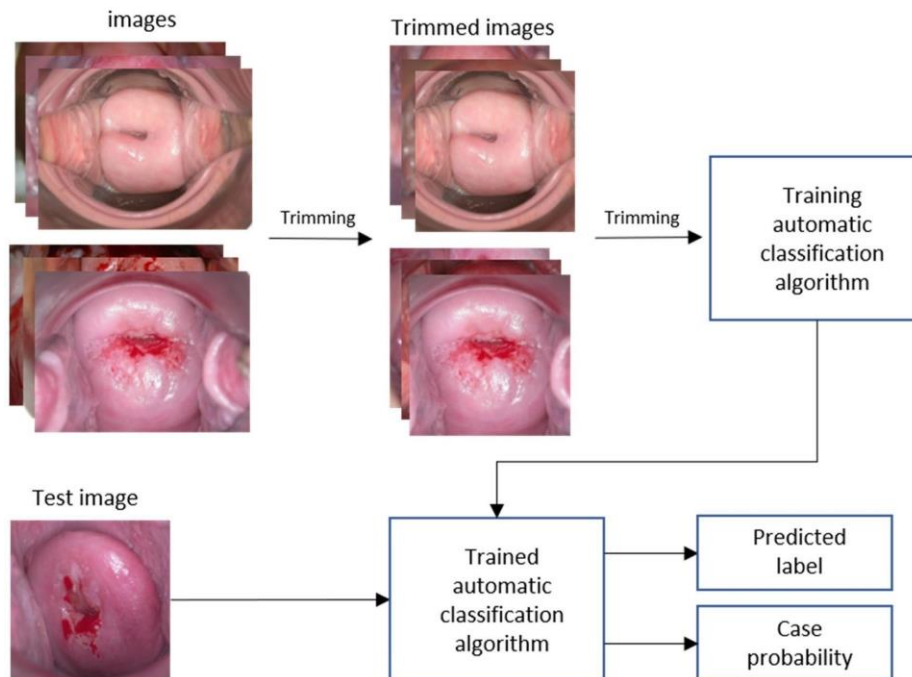 images
Trimmed images
Trimming
Trimming
Training
automatic
classification
algorithm
Test image
Trained
automatic
classification
algorithm
Predicted
label
Case
probability